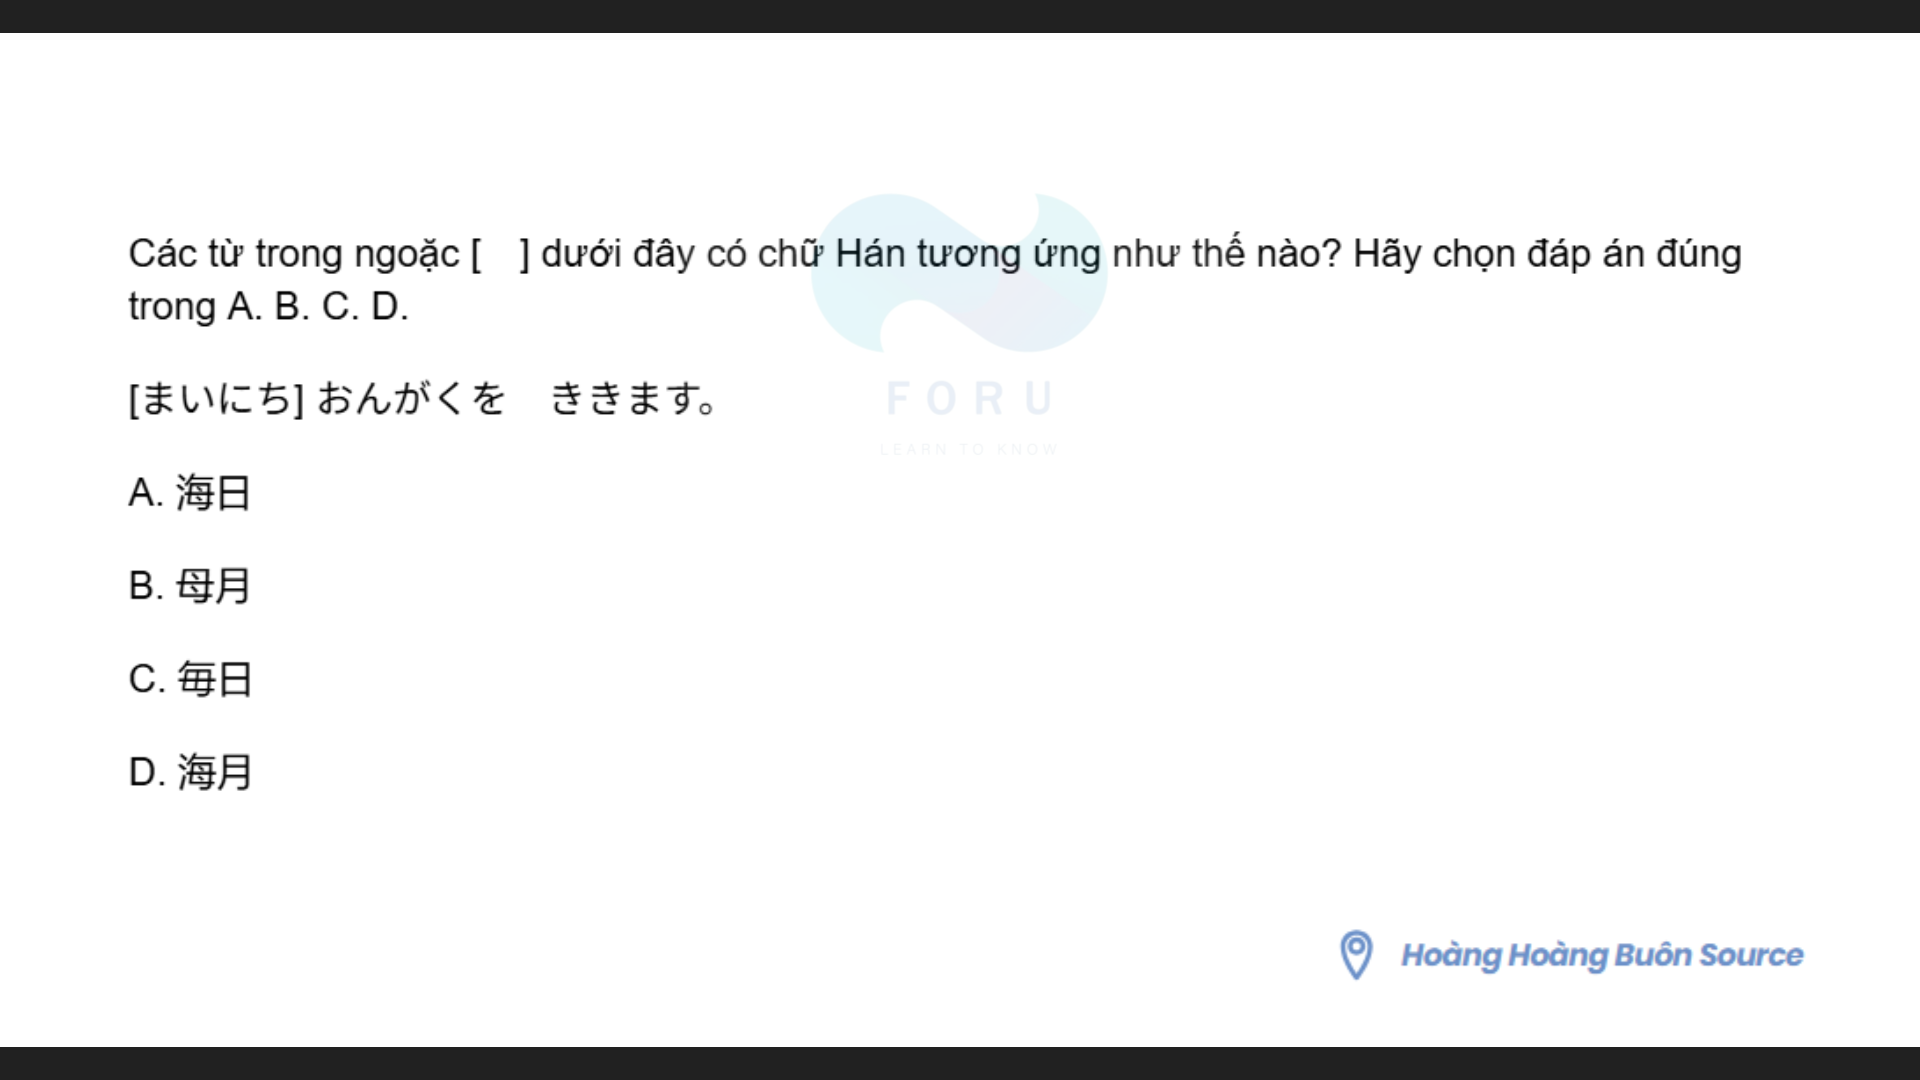 Các từ trong ngoặc [　] dưới đây có chữ Hán tương ứng như thế nào? Hãy chọn đáp án đúng
trong A. B. C. D.
[まいにち] おんがくを　ききます。
FORU
LEARN TO KNOW
A. 海日
B. 母月
C. 毎日
D. 海月
Hoàng Hoàng Buôn Source